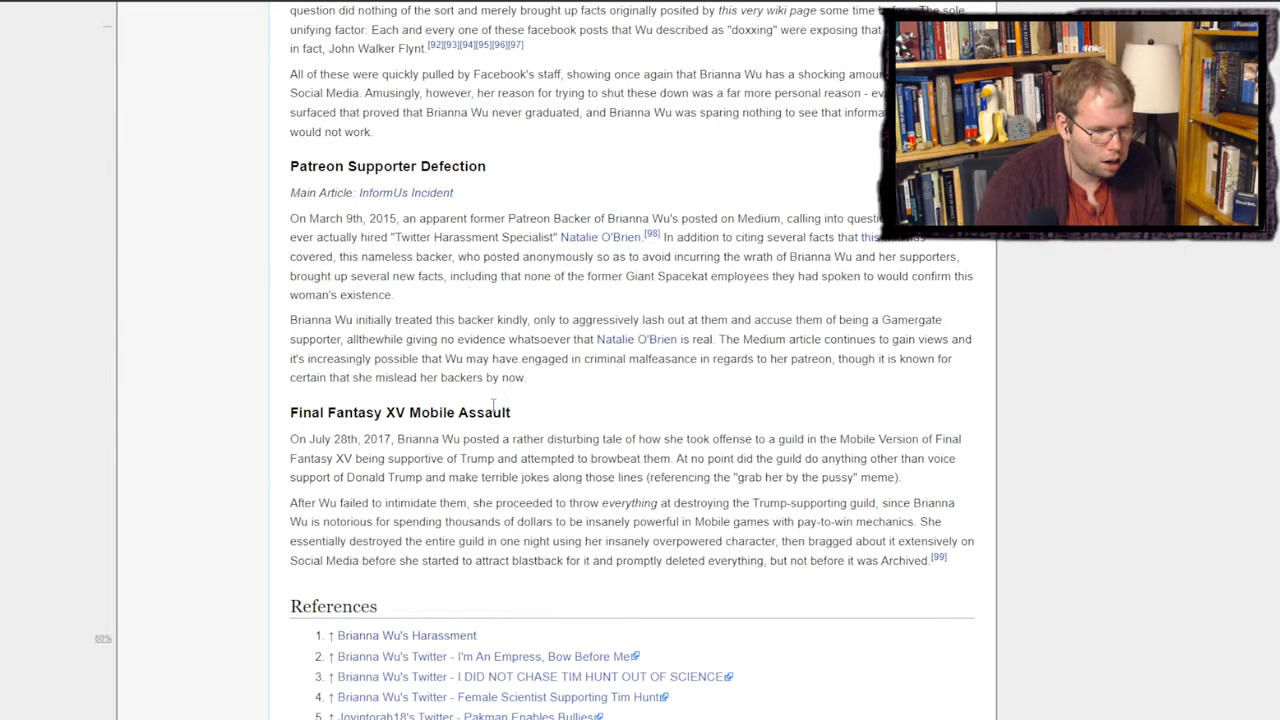 question did nothing of the sort and merely brought up facts originally posited by this very wiki page some time before. The sole
unifying factor: Each and every one of these facebook posts that Wu described as "doxxing" were exposing that
in fact, John Walker Flynt [92][93][94][95][96][97]
All of these were quickly pulled by Facebook's staff, showing once again that Brianna Wu has a shocking
Social Media. Amusingly, however, her reason for trying to shut these down was a far more personal reason -
surfaced that proved that Brianna Wu never graduated, and Brianna Wu was sparing nothing to see that
would not work.
Patreon Supporter Defection
Main Article: InformUs Incident
On March 9th, 2015, an apparent former Patreon Backer of Brianna Wu's posted on Medium, calling into
ever actually hired "Twitter Harassment Specialist" Natalie O'Brien.[98] In addition to citing several facts that this has
covered, this nameless backer, who posted anonymously so as to avoid incurring the wrath of Brianna Wu and her supporters,
brought up several new facts, including that none of the former Giant Spacekat employees they had spoken to would confirm this
woman's existence.
Brianna Wu initially treated this backer kindly, only to aggressively lash out at them and accuse them of being a Gamergate
supporter, allthewhile giving no evidence whatsoever that Natalie O'Brien is real. The Medium article continues to gain views and
it's increasingly possible that Wu may have engaged in criminal malfeasance in regards to her patreon, though it is known for
certain that she mislead her backers by now.
Final Fantasy XV Mobile Assault
On July 28th, 2017, Brianna Wu posted a rather disturbing tale of how she took offense to a guild in the Mobile Version of Final
Fantasy XV being supportive of Trump and attempted to browbeat them. At no point did the guild do anything other than voice
support of Donald Trump and make terrible jokes along those lines (referencing the "grab her by the pussy" meme).
After Wu failed to intimidate them, she proceeded to throw everything at destroying the Trump-supporting guild, since Brianna
Wu is notorious for spending thousands of dollars to be insanely powerful in Mobile games with pay-to-win mechanics. She
essentially destroyed the entire guild in one night using her insanely overpowered character, then bragged about it extensively on
Social Media before she started to attract blastback for it and promptly deleted everything, but not before it was Archived.[99]
80%
References
1. ↑ Brianna Wu's Harassment
2. ↑ Brianna Wu's Twitter - I'm An Empress, Bow Before Me
3. ↑ Brianna Wu's Twitter - I DID NOT CHASE TIM HUNT OUT OF SCIENCE
4. ↑ Brianna Wu's Twitter - Female Scientist Supporting Tim Hunt
5. ↑ Joyintorah18's Twitter - Pakman Enables Bullies